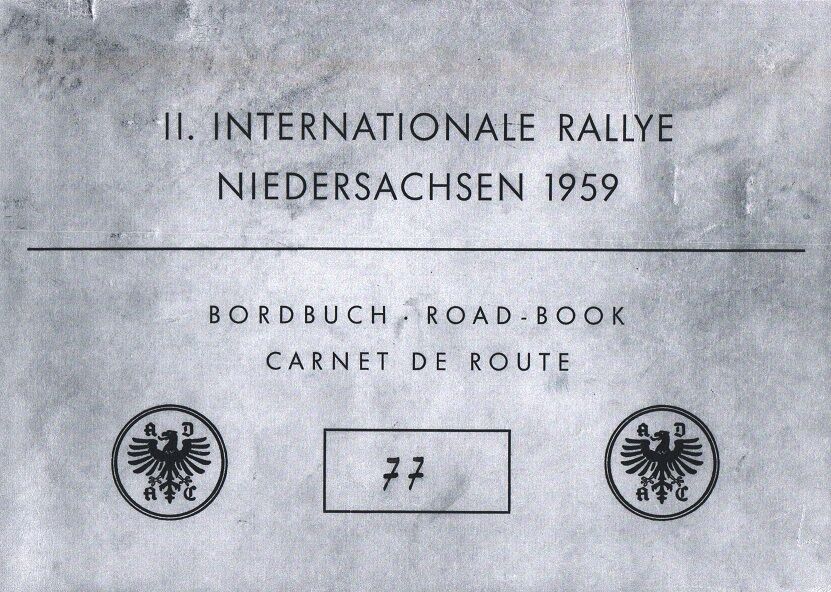 II. INTERNATIONALE RALLYE
NIEDERSACHSEN 1959
BORDBUCH · ROAD-BOOK
CARNET DE ROUTE
A D
A C
77
A D
A C